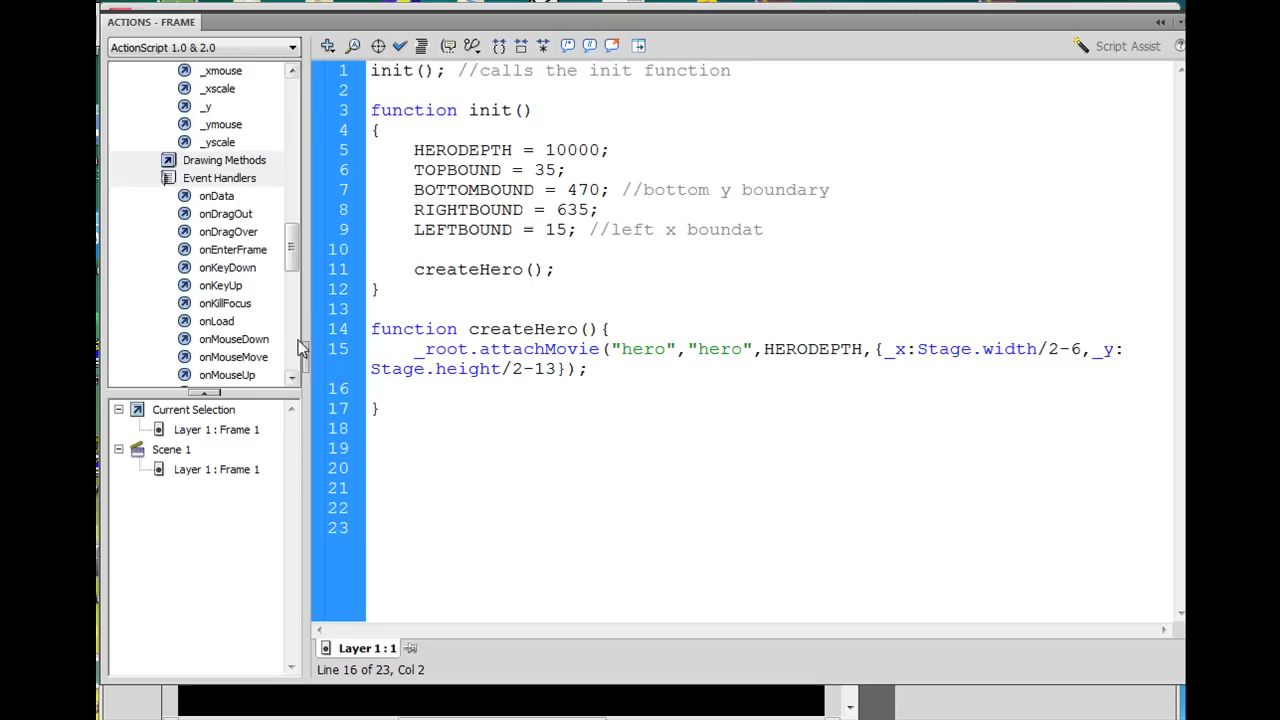 ACTIONS - FRAME
ActionScript 1.0 & 2.0
Script Assist
_xmouse
_xscale
_y
_ymouse
_yscale
Drawing Methods
Event Handlers
onData
onDragOut
onDragOver
onEnterFrame
onKeyDown
onKeyUp
onKillFocus
onLoad
onMouseDown
onMouseMove
onMouseUp
Current Selection
Layer 1 : Frame 1
Scene 1
Layer 1 : Frame 1
1 init(); //calls the init function
2
3 function init()
4 {
5 HERODEPTH = 10000;
6 TOPBOUND = 35;
7 BOTTOMBOUND = 470; //bottom y boundary
8 RIGHTBOUND = 635;
9 LEFTBOUND = 15; //left x boundat
10
11 createHero();
12 }
13
14 function createHero(){
15 _root.attachMovie("hero","hero",HERODEPTH,{_x:Stage.width/2-6,_y:
Stage.height/2-13});
16
17 }
18
19
20
21
22
23
Layer 1 : 1
Line 16 of 23, Col 2